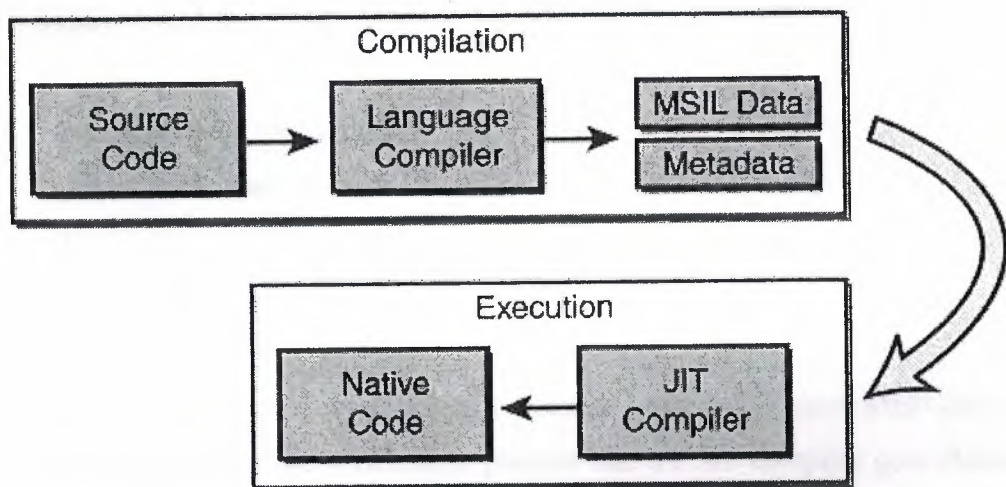 Compilation
Source
Code
Language
Compiler
MSIL Data
Metadata
Execution
Native
Code
JIT
Compiler